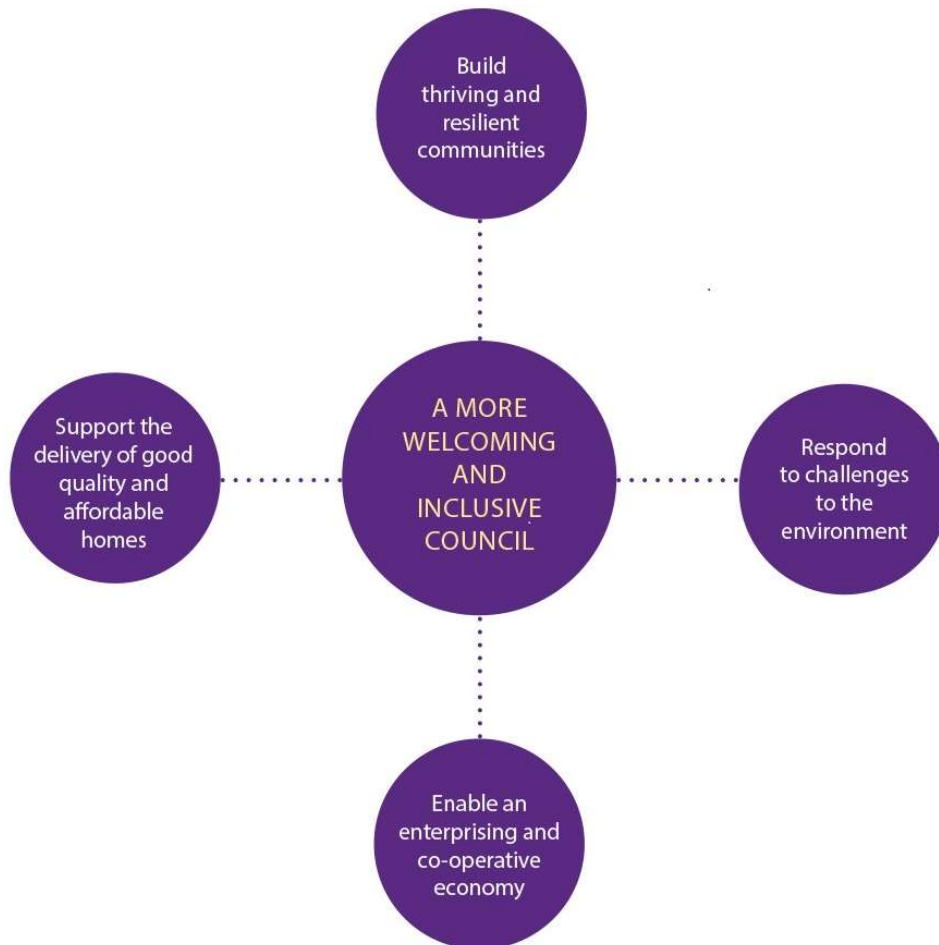 Build
thriving and
resilient
communities
Support the
delivery of good
quality and
affordable
homes
A MORE
WELCOMING
AND
INCLUSIVE
COUNCIL
Respond
to challenges
to the
environment
Enable an
enterprising and
co-operative
economy